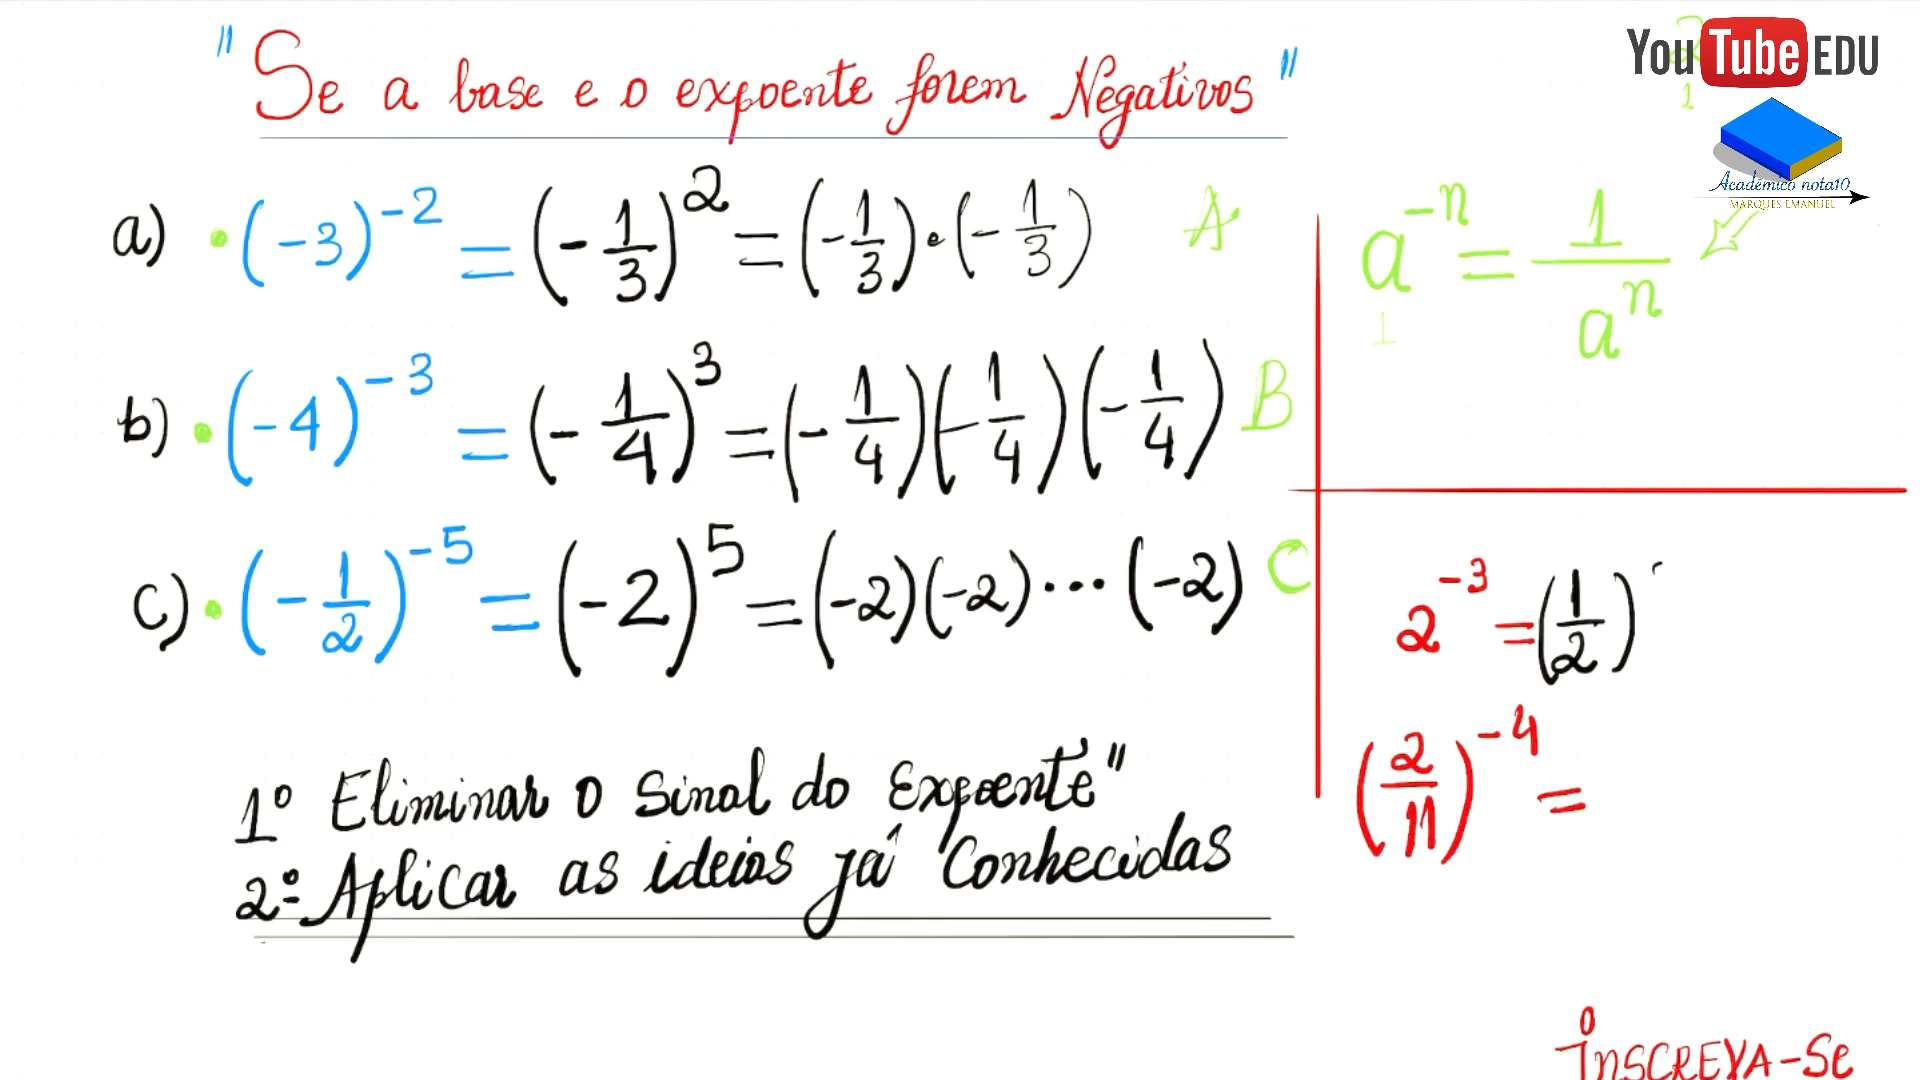 "Se a base e o expoente forem Negativos"
YouTube EDU
Acadêmico nota10
MARQUES EMANUEL
a) • (-3)^-2 = (-1/3)^2 = (-1/3)•(-1/3) A
a^-n = 1/a^n
b) • (-4)^-3 = (-1/4)^3 = (-1/4)(-1/4)(-1/4) B
c) • (-1/2)^-5 = (-2)^5 = (-2)(-2)...(-2) C
2^-3 = (1/2)
(2/11)^-4 =
1º Eliminar o Sinal do Expoente"
2º Aplicar as ideias já Conhecidas
INSCREVA-Se